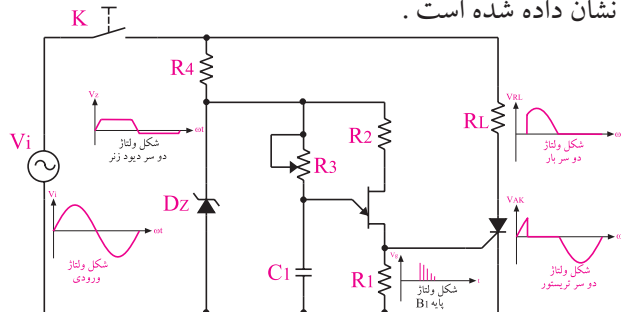 نشان داده شده است .
K
R4
VZ
ωt
شکل ولتاژ
دو سر دیود زنر
Vi
R2
RL
VRL
ω
شکل ولتاژ
دو سر بار
R3
Vi
ωt
شکل ولتاژ
ورودی
DZ
VAK
ω
شکل ولتاژ
دو سر تریستور
C1
R1
t
شکل ولتاژ
پایه B1